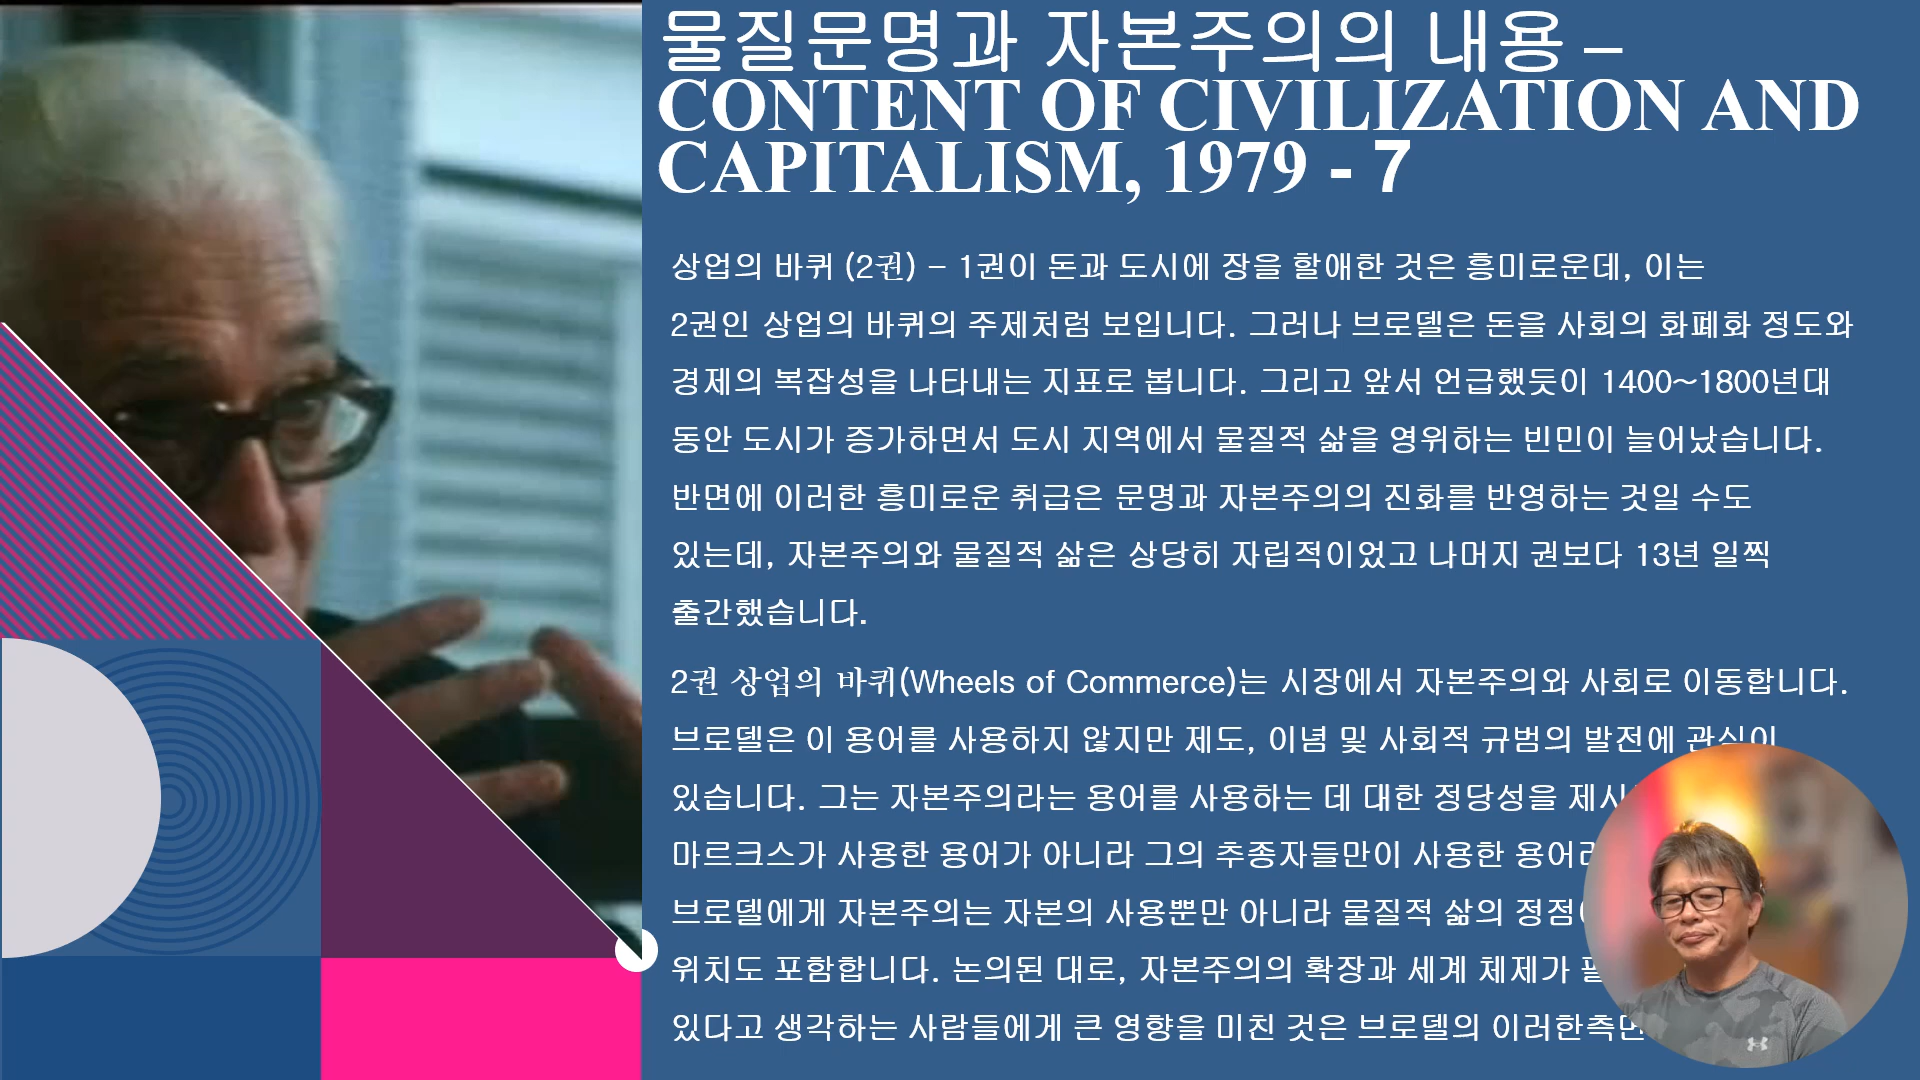 물질문명과 자본주의의 내용 –
CONTENT OF CIVILIZATION AND
CAPITALISM, 1979 - 7
상업의 바퀴 (2권) – 1권이 돈과 도시에 장을 할애한 것은 흥미로운데, 이는
2권인 상업의 바퀴의 주제처럼 보입니다. 그러나 브로델은 돈을 사회의 화폐화 정도와
경제의 복잡성을 나타내는 지표로 봅니다. 그리고 앞서 언급했듯이 1400~1800년대
동안 도시가 증가하면서 도시 지역에서 물질적 삶을 영위하는 빈민이 늘어났습니다.
반면에 이러한 흥미로운 취급은 문명과 자본주의의 진화를 반영하는 것일 수도
있는데, 자본주의와 물질적 삶은 상당히 자립적이었고 나머지 권보다 13년 일찍
출간했습니다.
2권 상업의 바퀴(Wheels of Commerce)는 시장에서 자본주의와 사회로 이동합니다.
브로델은 이 용어를 사용하지 않지만 제도, 이념 및 사회적 규범의 발전에 관심이
있습니다. 그는 자본주의라는 용어를 사용하는 데 대한 정당성을
마르크스가 사용한 용어가 아니라 그의 추종자들만이 사용한
브로델에게 자본주의는 자본의 사용뿐만 아니라 물질적 삶의
위치도 포함합니다. 논의된 대로, 자본주의의 확장과 세계 체제가
있다고 생각하는 사람들에게 큰 영향을 미친 것은 브로델의